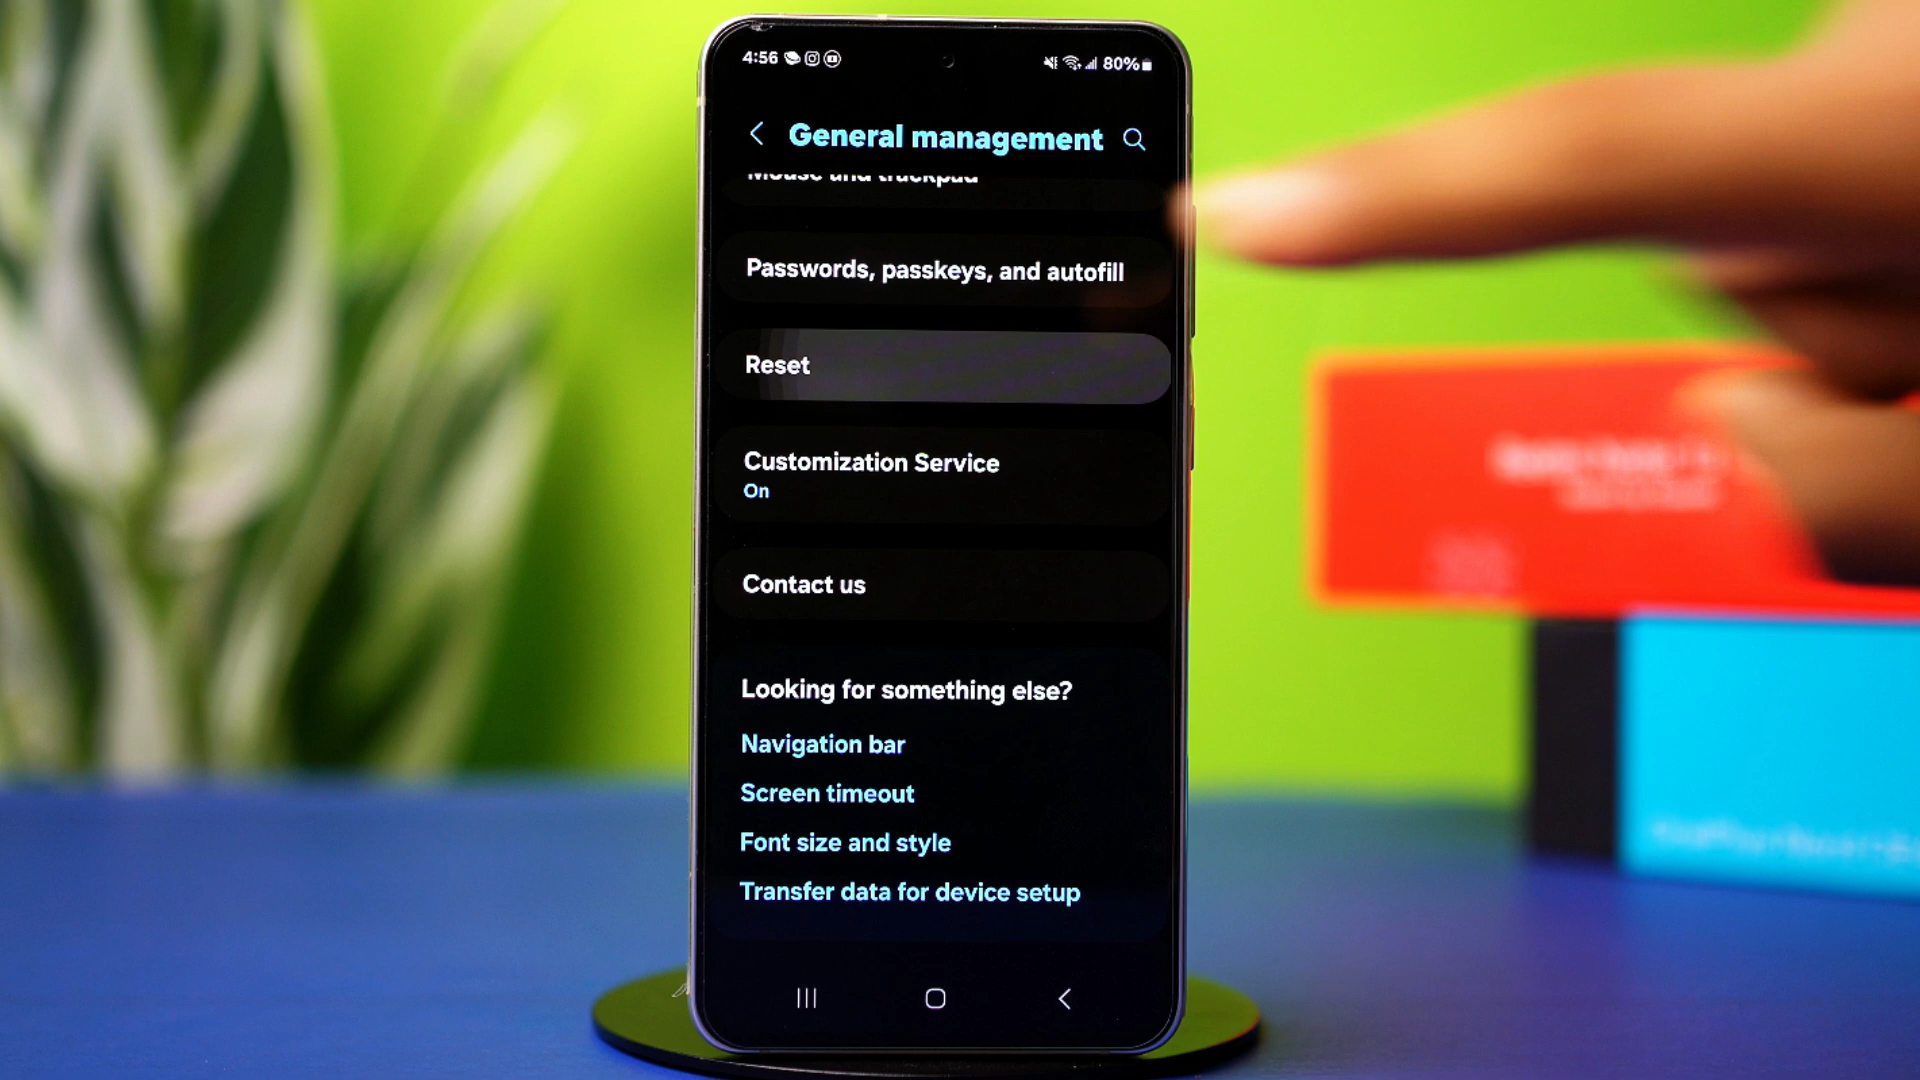 4:56 80%
General management
Mouse and trackpad
Passwords, passkeys, and autofill
Reset
Customization Service
On
Contact us
Looking for something else?
Navigation bar
Screen timeout
Font size and style
Transfer data for device setup